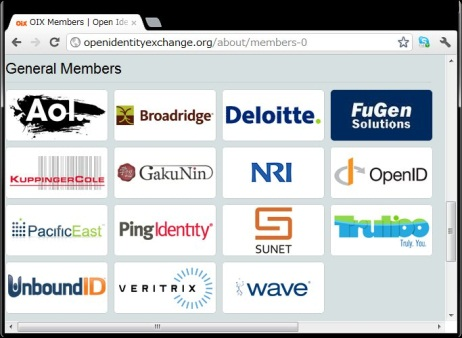 OIX Members | Open Ide
openidentityexchange.org/about/members-0
General Members
Aol.
Broadridge
Deloitte.
FuGen
Solutions
KUPPINGERCOLE
GakuNin
NRI
OpenID
PacificEast
PingIdentity
SUNET
Trulioo
Truly. You.
UnboundID
VERITRIX
wave